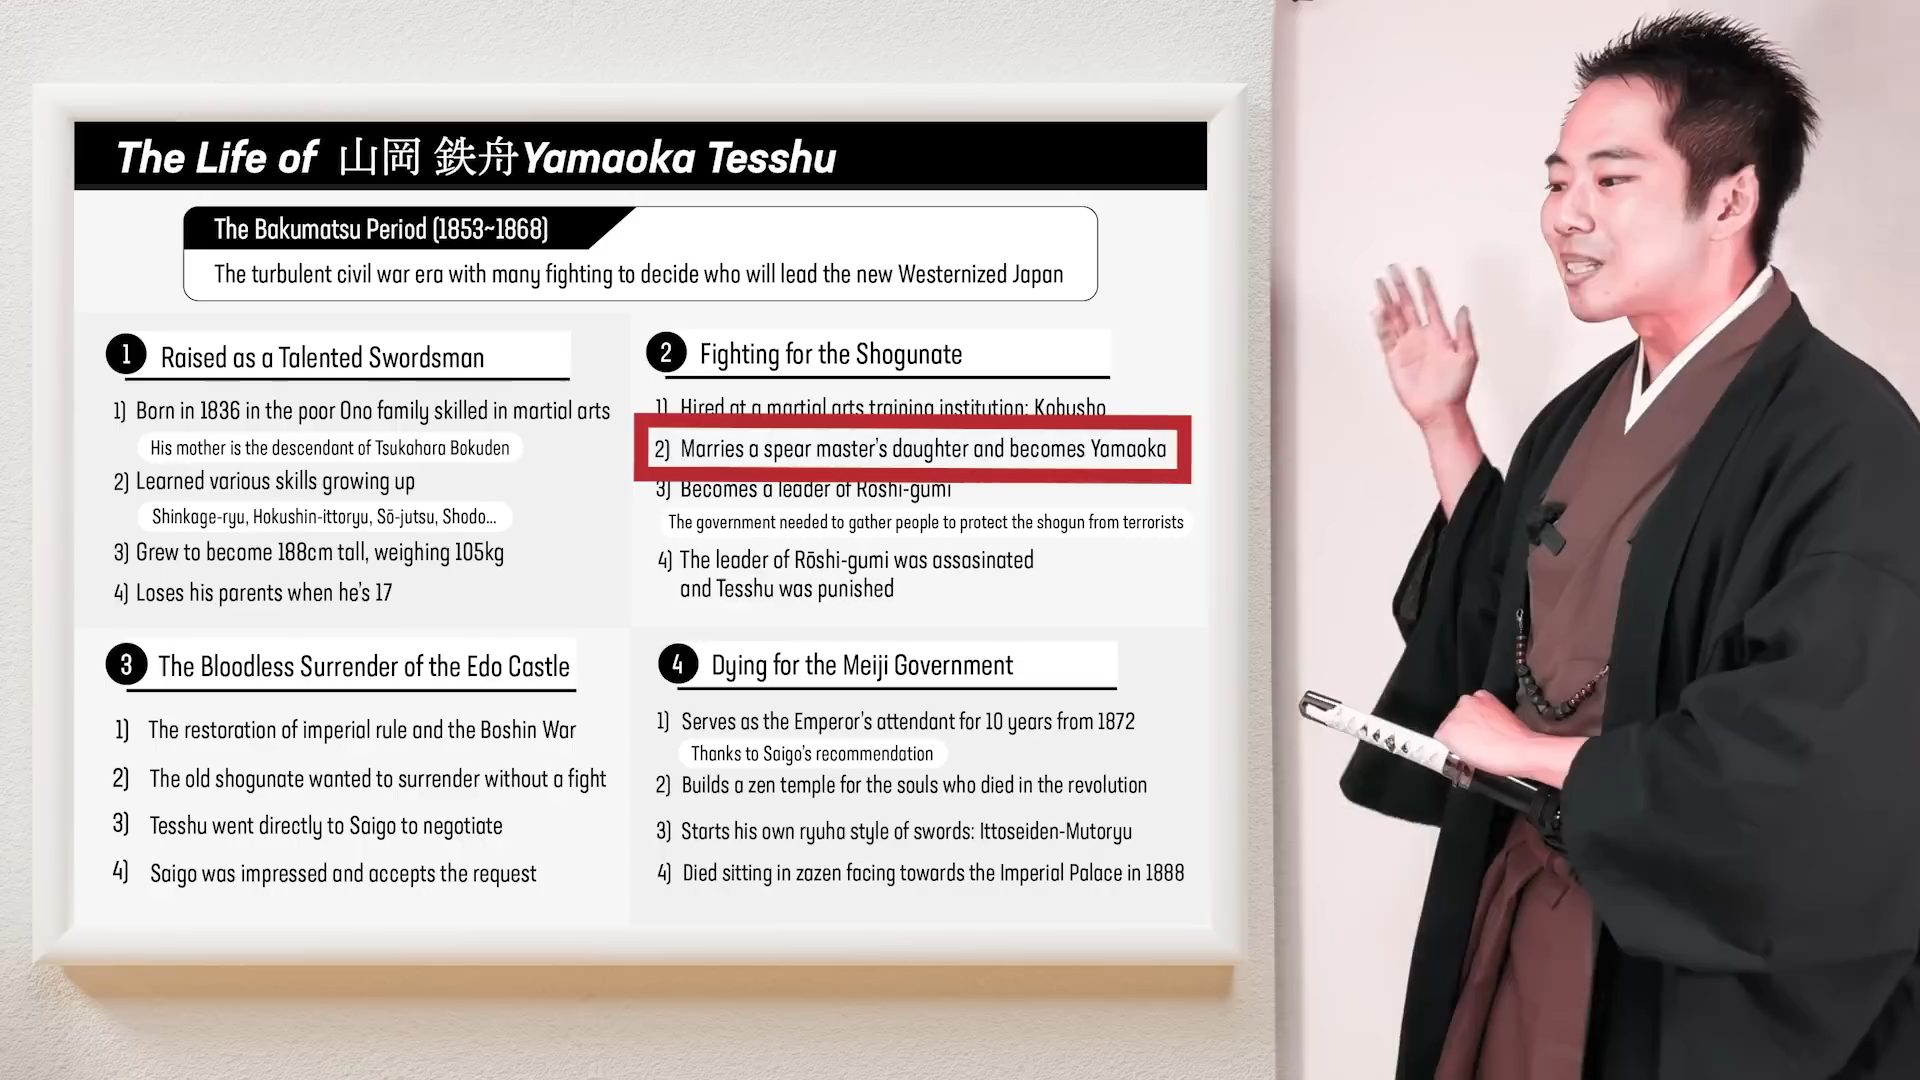 The Life of 山岡 鉄舟 Yamaoka Tesshu
The Bakumatsu Period (1853~1868)
The turbulent civil war era with many fighting to decide who will lead the new Westernized Japan
1 Raised as a Talented Swordsman
1) Born in 1836 in the poor Ono family skilled in martial arts
His mother is the descendant of Tsukahara Bokuden
2) Learned various skills growing up
Shinkage-ryu, Hokushin-ittoryu, Sō-jutsu, Shodo...
3) Grew to become 188cm tall, weighing 105kg
4) Loses his parents when he's 17
2 Fighting for the Shogunate
1) Hired at a martial arts training institution: Kobusho
2) Marries a spear master's daughter and becomes Yamaoka
3) Becomes a leader of Rōshi-gumi
The government needed to gather people to protect the shogun from terrorists
4) The leader of Rōshi-gumi was assasinated
and Tesshu was punished
3 The Bloodless Surrender of the Edo Castle
1) The restoration of imperial rule and the Boshin War
2) The old shogunate wanted to surrender without a fight
3) Tesshu went directly to Saigo to negotiate
4) Saigo was impressed and accepts the request
4 Dying for the Meiji Government
1) Serves as the Emperor's attendant for 10 years from 1872
Thanks to Saigo's recommendation
2) Builds a zen temple for the souls who died in the revolution
3) Starts his own ryuha style of swords: Ittoseiden-Mutoryu
4) Died sitting in zazen facing towards the Imperial Palace in 1888